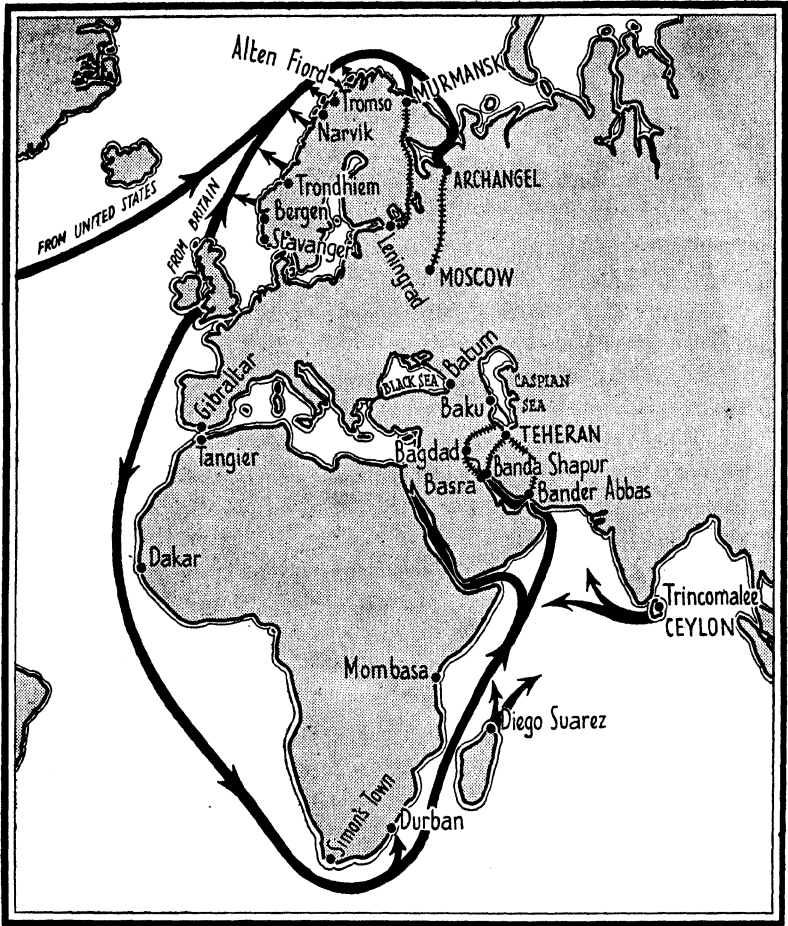 Alten Fiord
MURMANSK
Tromso
Narvik
ARCHANGEL
FROM UNITED STATES
FROM BRITAIN
Trondhiem
Bergen
Stavanger
Leningrad
MOSCOW
Gibraltar
BLACK SEA
Batum
CASPIAN
SEA
Baku
Tangier
TEHERAN
Bagdad
Banda Shapur
Basra
Bander Abbas
Dakar
Trincomalee
CEYLON
Mombasa
Diego Suarez
Simon's Town
Durban